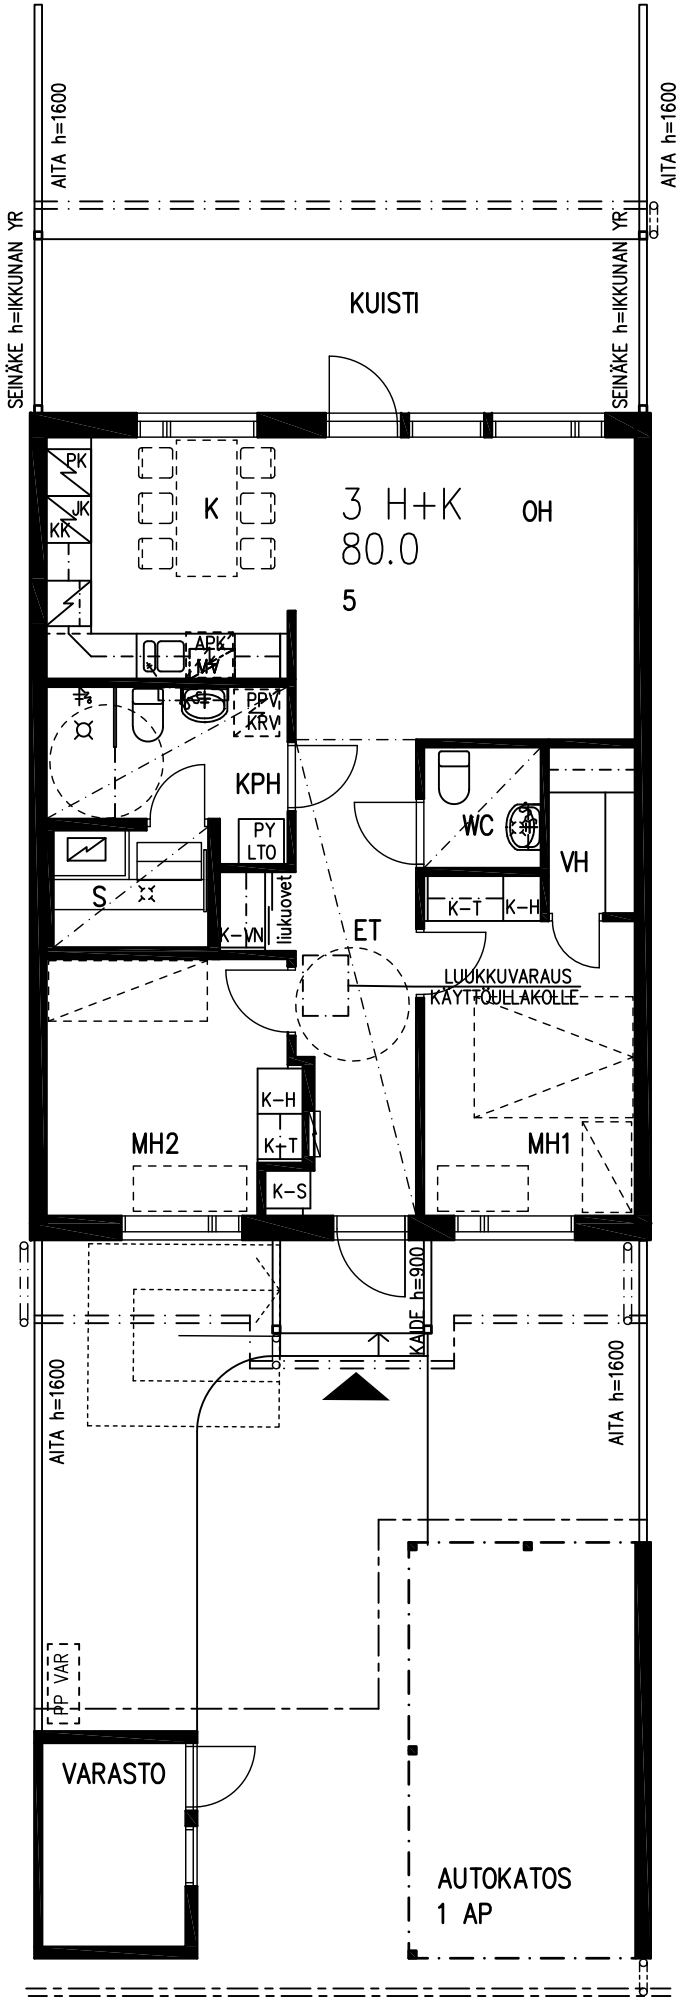 AITA h=1600
AITA h=1600
SEINÄKE h=IKKUNAN YR
SEINÄKE h=IKKUNAN YR
KUISTI
PK
JK
KK
K
3 H+K
80.0
5
OH
APK
MV
PPV
KRV
KPH
PY
LTO
WC
VH
S
K-VN
liukuovet
K-T
K-H
ET
LUUKKUVARAUS
KÄYTTÖULLAKOLLE
K-H
K-T
K-S
MH2
MH1
KAIDE h=900
AITA h=1600
AITA h=1600
PP VAR
VARASTO
AUTOKATOS
1 AP